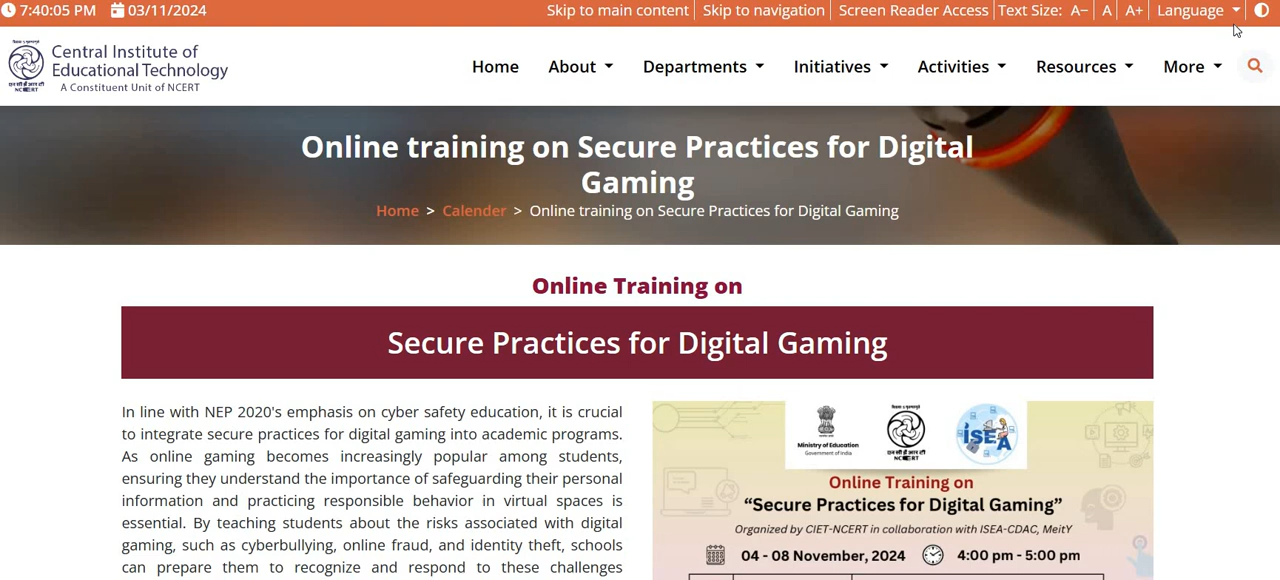 7:40:05 PM 03/11/2024 Skip to main content Skip to navigation Screen Reader Access Text Size: A− A A+ Language
Central Institute of
Educational Technology
A Constituent Unit of NCERT
Home About Departments Initiatives Activities Resources More
Online training on Secure Practices for Digital
Gaming
Home > Calender > Online training on Secure Practices for Digital Gaming
Online Training on
Secure Practices for Digital Gaming
In line with NEP 2020's emphasis on cyber safety education, it is crucial
to integrate secure practices for digital gaming into academic programs.
As online gaming becomes increasingly popular among students,
ensuring they understand the importance of safeguarding their personal
information and practicing responsible behavior in virtual spaces is
essential. By teaching students about the risks associated with digital
gaming, such as cyberbullying, online fraud, and identity theft, schools
can prepare them to recognize and respond to these challenges
Ministry of Education
Government of India
एन सी ई आर टी
NCERT
ISEA
Online Training on
“Secure Practices for Digital Gaming”
Organized by CIET-NCERT in collaboration with ISEA-CDAC, MeitY
04 - 08 November, 2024 4:00 pm - 5:00 pm